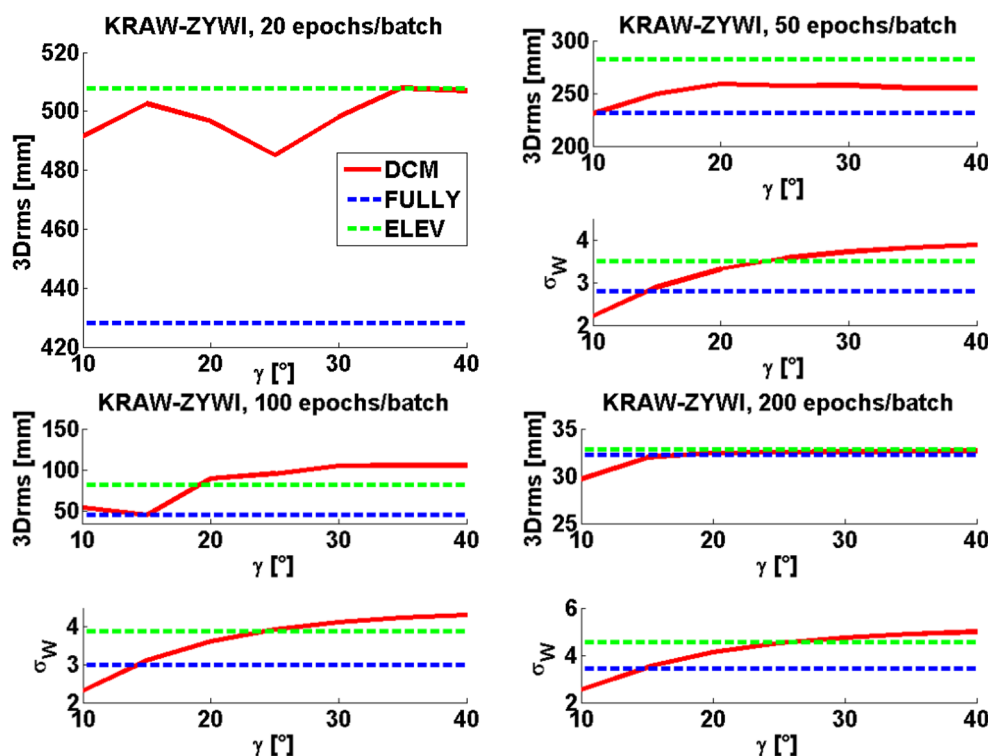 KRAW-ZYWI, 20 epochs/batch
3Drms [mm]
520
500
480
460
440
420
10
20
30
40
γ [°]
DCM
FULLY
ELEV
KRAW-ZYWI, 50 epochs/batch
3Drms [mm]
300
250
200
10
20
30
40
γ [°]
σW
4
3
2
10
20
30
40
γ [°]
KRAW-ZYWI, 100 epochs/batch
3Drms [mm]
150
100
50
10
20
30
40
γ [°]
σW
4
3
2
10
20
30
40
γ [°]
KRAW-ZYWI, 200 epochs/batch
3Drms [mm]
35
30
25
10
20
30
40
γ [°]
σW
6
4
2
10
20
30
40
γ [°]